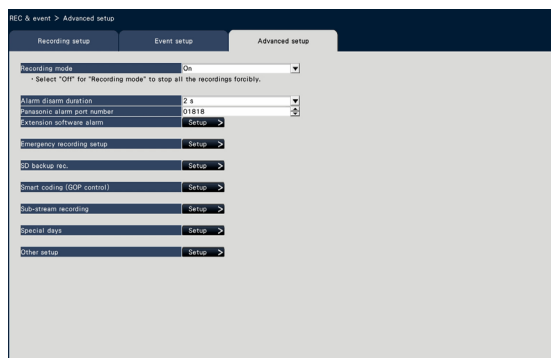 REC & event > Advanced setup
Recording setup Event setup Advanced setup
Recording mode On
・Select "Off" for "Recording mode" to stop all the recordings forcibly.
Alarm disarm duration 2 s
Panasonic alarm port number 01818
Extension software alarm Setup >
Emergency recording setup Setup >
SD backup rec. Setup >
Smart coding (GOP control) Setup >
Sub-stream recording Setup >
Special days Setup >
Other setup Setup >